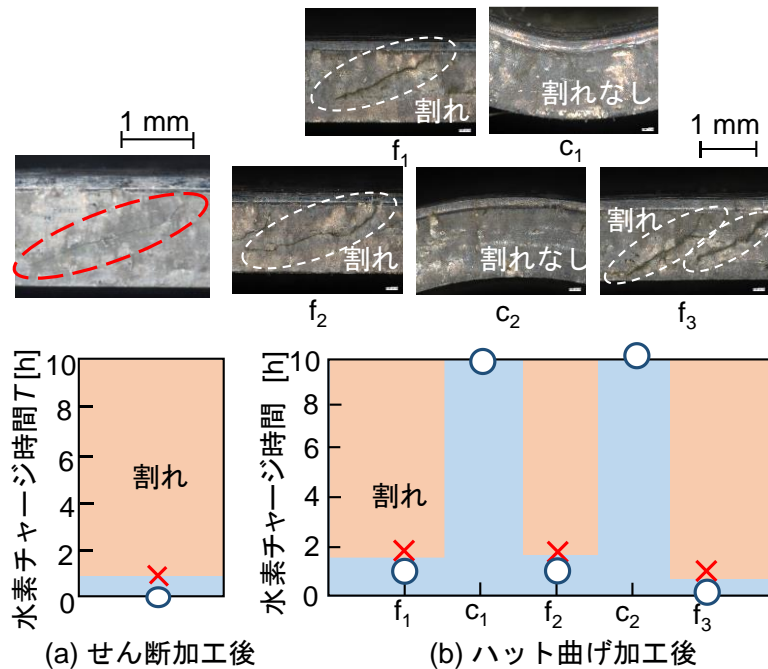 割れ
割れなし
f1
c1
1 mm
1 mm
割れ
割れなし
割れ
f2
c2
f3
水素チャージ時間T[h]
10
8
6
4
2
0
割れ
(a) せん断加工後
水素チャージ時間 [h]
10
8
6
4
2
0
割れ
f1
c1
f2
c2
f3
(b) ハット曲げ加工後